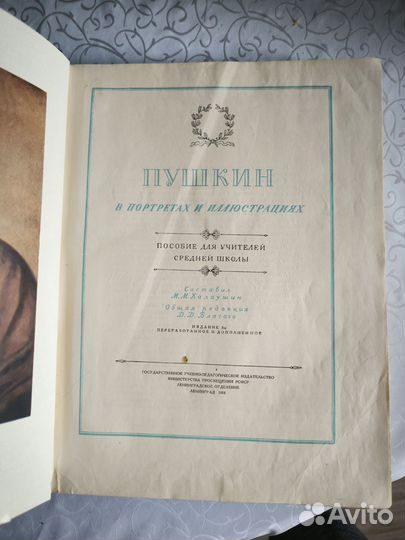 ПУШКИН
В ПОРТРЕТАХ И ИЛЛЮСТРАЦИЯХ
ПОСОБИЕ ДЛЯ УЧИТЕЛЕЙ
СРЕДНЕЙ ШКОЛЫ
Составил
М.М.Калаушин
Общая редакция
Д.Д.Благого
ИЗДАНИЕ
ПЕРЕРАБОТАННОЕ И ДОПОЛНЕННОЕ
ГОСУДАРСТВЕННОЕ УЧЕБНО-ПЕДАГОГИЧЕСКОЕ ИЗДАТЕЛЬСТВО
МИНИСТЕРСТВА ПРОСВЕЩЕНИЯ РСФСР
ЛЕНИНГРАДСКОЕ ОТДЕЛЕНИЕ
ЛЕНИНГРАД
Avito